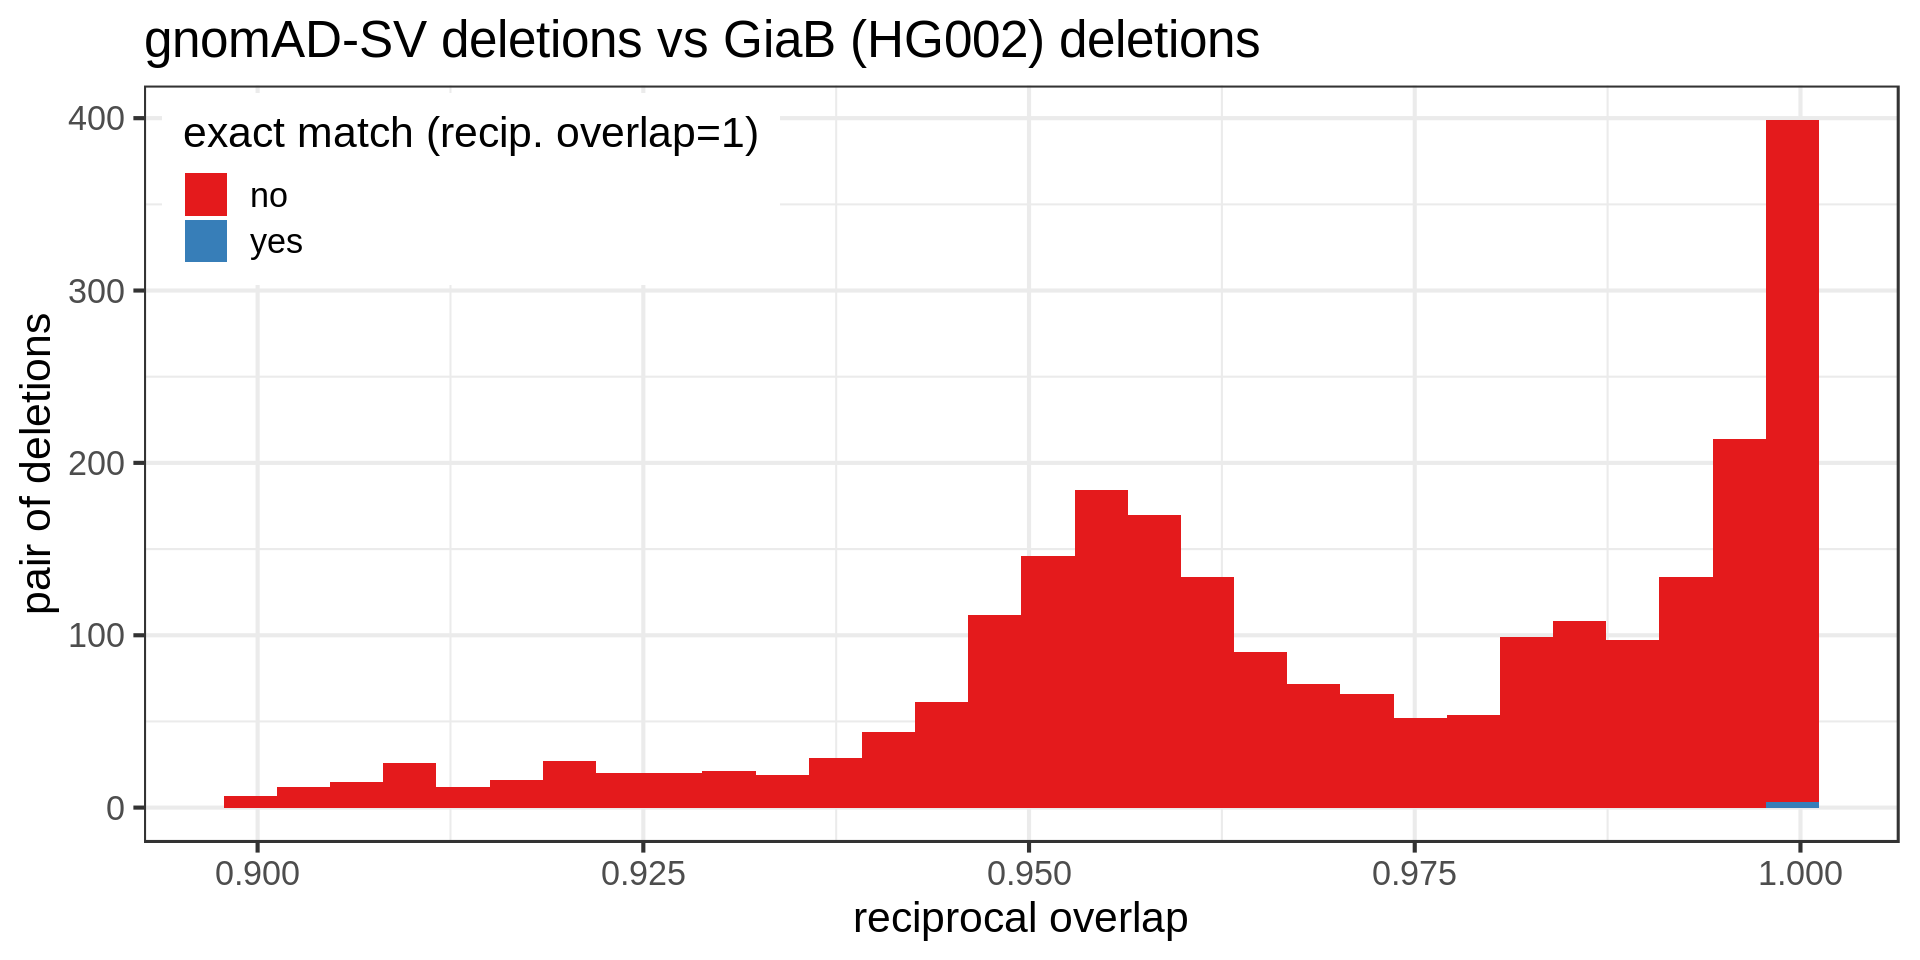 gnomAD-SV deletions vs GiaB (HG002) deletions
exact match (recip. overlap=1)
no
yes
pair of deletions
400
300
200
100
0
0.900 0.925 0.950 0.975 1.000
reciprocal overlap